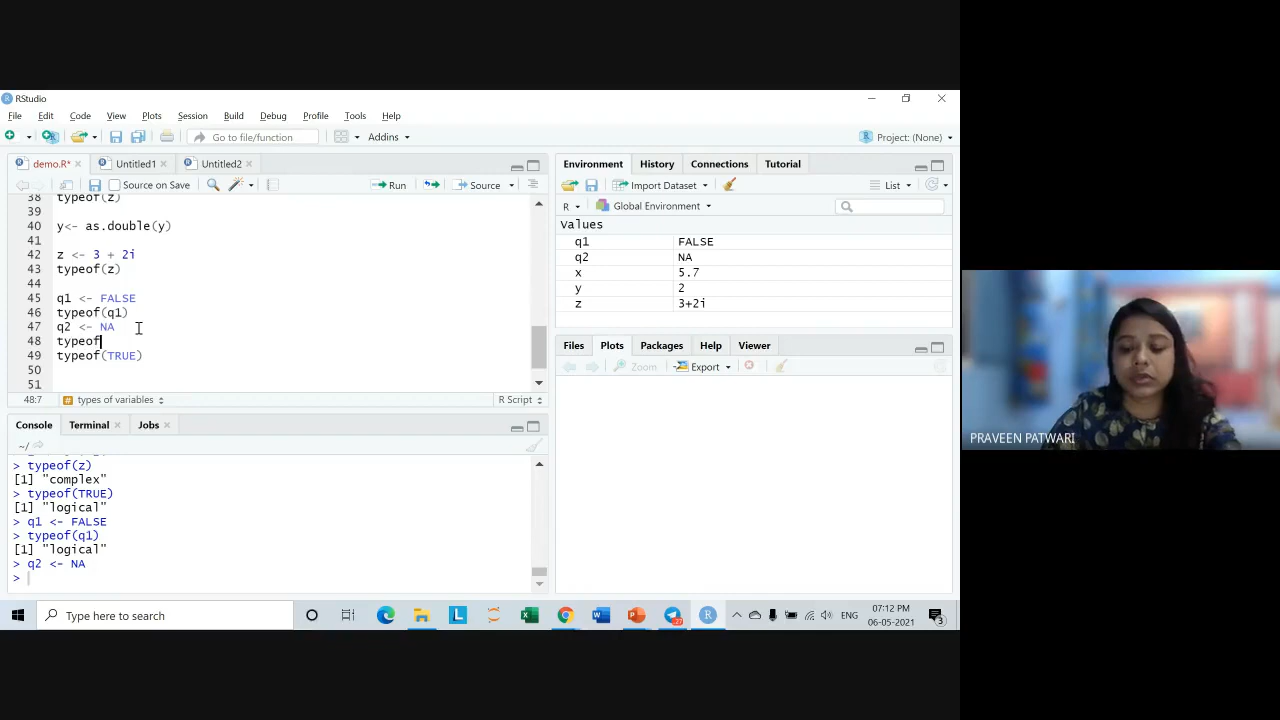 RStudio
File Edit Code View Plots Session Build Debug Profile Tools Help
Go to file/function Addins Project: (None)
demo.R* Untitled1 Untitled2
Source on Save Run Source
38 typeof(z)
39
40 y<- as.double(y)
41
42 z <- 3 + 2i
43 typeof(z)
44
45 q1 <- FALSE
46 typeof(q1)
47 q2 <- NA
48 typeof
49 typeof(TRUE)
50
51
48:7 # types of variables R Script
Console Terminal Jobs
~/
> typeof(z)
[1] "complex"
> typeof(TRUE)
[1] "logical"
> q1 <- FALSE
> typeof(q1)
[1] "logical"
> q2 <- NA
>
Environment History Connections Tutorial
Import Dataset List
R Global Environment
Values
q1 FALSE
q2 NA
x 5.7
y 2
z 3+2i
Files Plots Packages Help Viewer
Zoom Export
PRAVEEN PATWARI
Type here to search
ENG
07:12 PM
06-05-2021
3